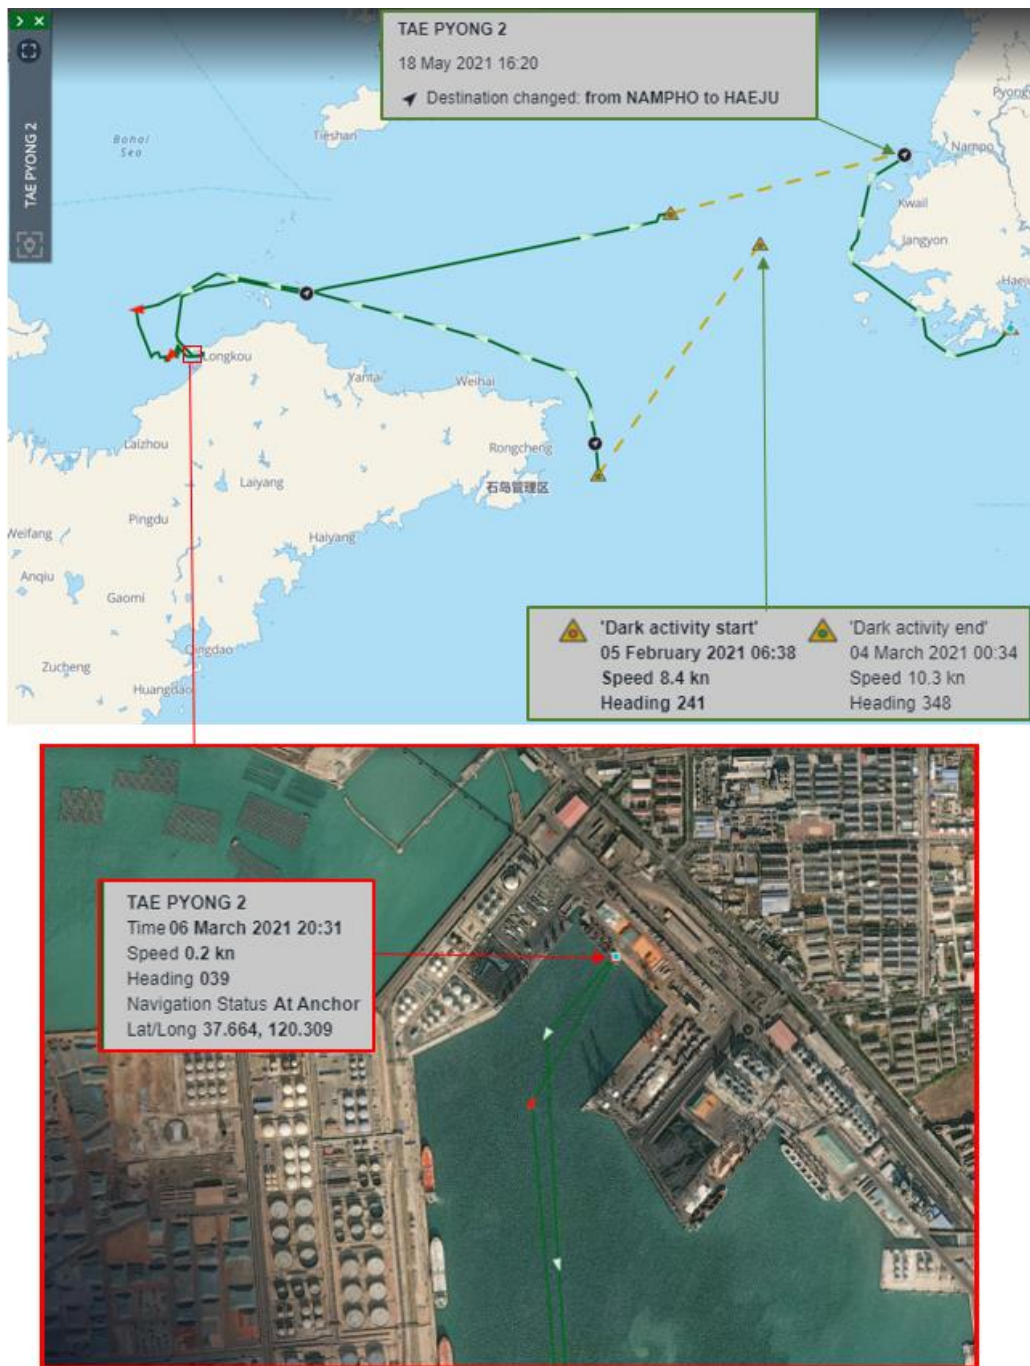 TAE PYONG 2
18 May 2021 16:20
Destination changed: from NAMPHO to HAEJU
TAE PYONG 2
Bohai
Sea
Tieshan
Pyongy
Nampo
Kwail
Jangyon
Haeju
Longkou
Yantai
Weihai
Laizhou
Rongcheng
石岛管理区
Laiyang
Pingdu
Weifang
Haiyang
Anqiu
Gaomi
Qingdao
Zucheng
Huangdao
'Dark activity start'
05 February 2021 06:38
Speed 8.4 kn
Heading 241
'Dark activity end'
04 March 2021 00:34
Speed 10.3 kn
Heading 348
TAE PYONG 2
Time 06 March 2021 20:31
Speed 0.2 kn
Heading 039
Navigation Status At Anchor
Lat/Long 37.664, 120.309